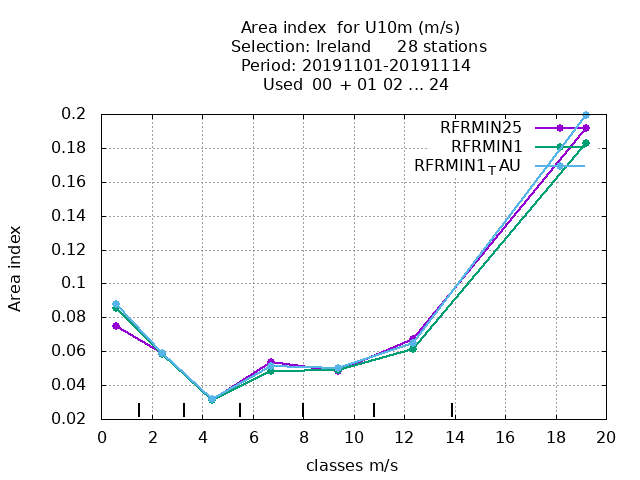 Area index  for U10m (m/s)
Selection: Ireland     28 stations
Period: 20191101-20191114
Used  00 + 01 02 ... 24
RFRMIN25
RFRMIN1
RFRMIN1TAU
Area index
0.2
0.18
0.16
0.14
0.12
0.1
0.08
0.06
0.04
0.02
0 2 4 6 8 10 12 14 16 18 20
classes m/s